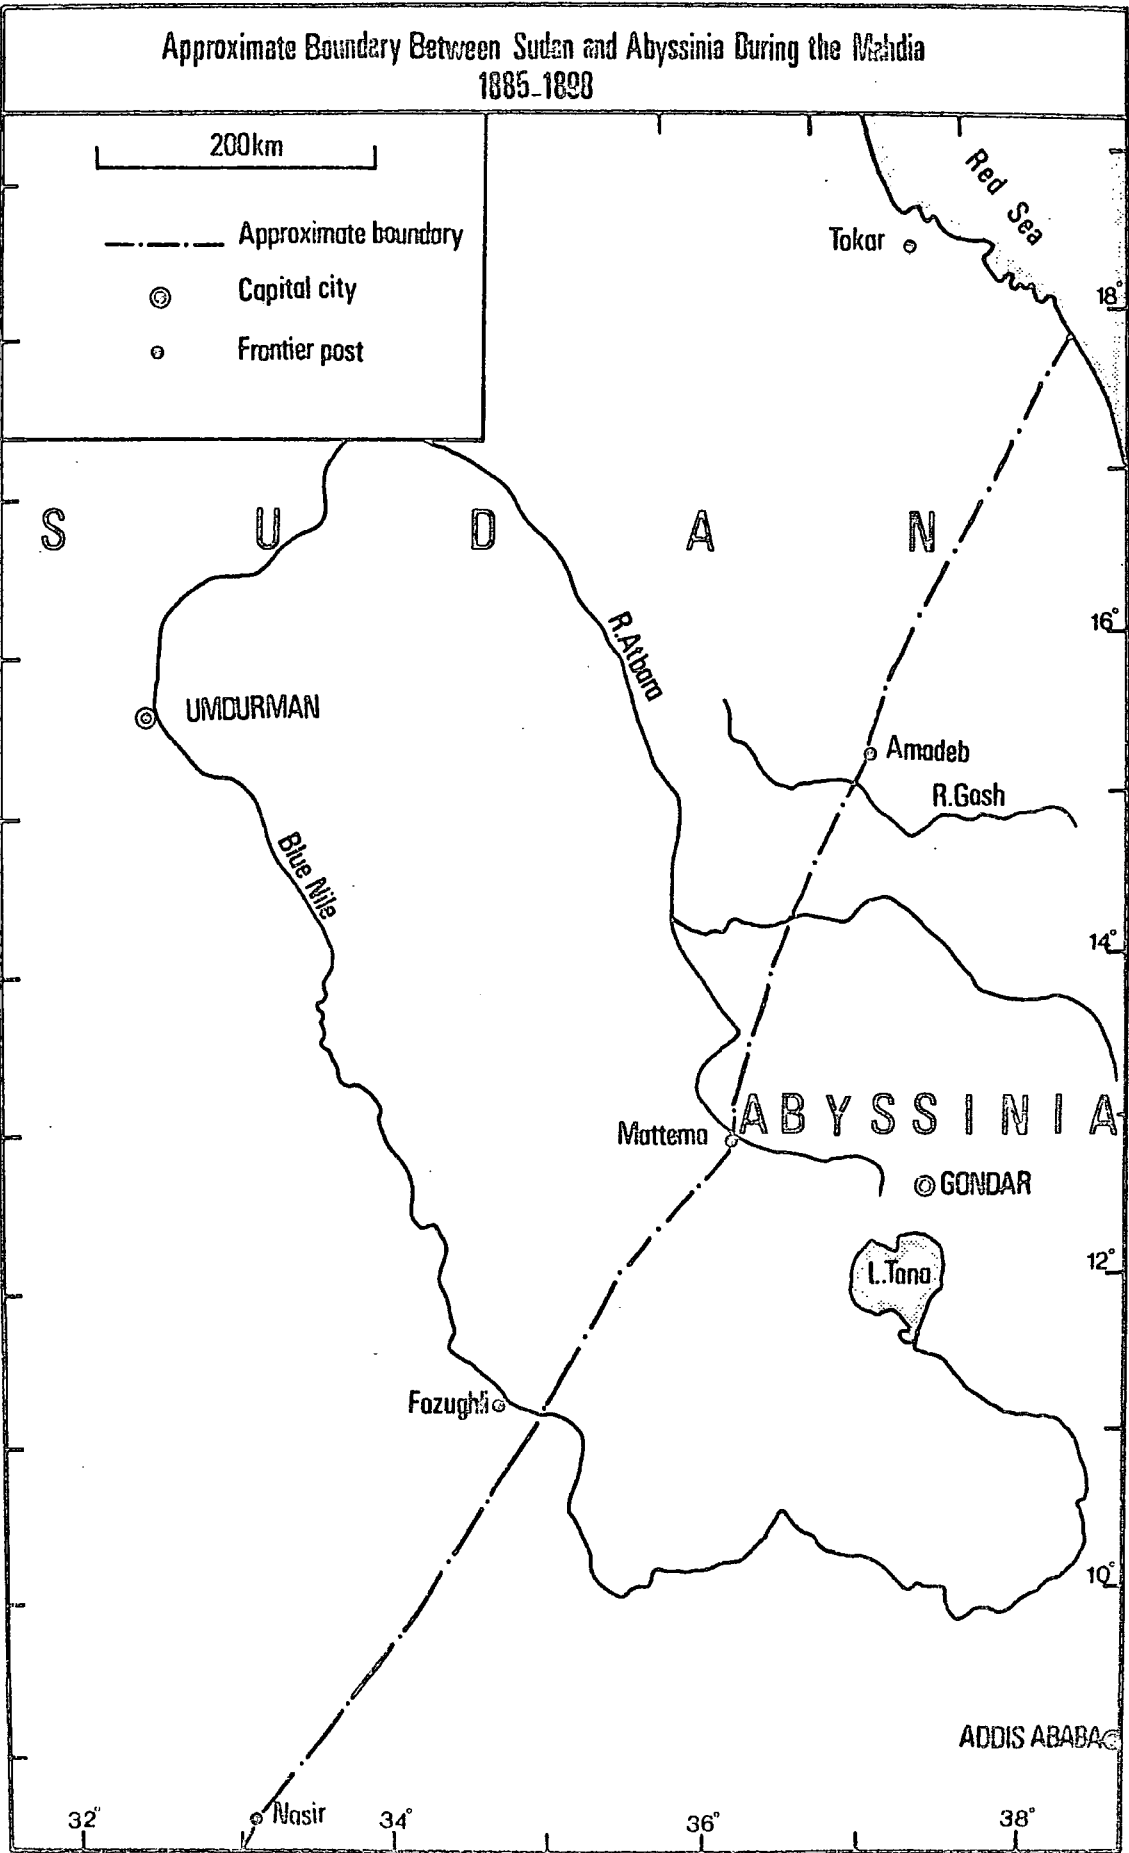 Approximate Boundary Between Sudan and Abyssinia During the Mahdia
1885-1898
200km
Approximate boundary
Capital city
Frontier post
Red Sea
Tokar
18°
S U D A N
16°
R.Atbara
UMDURMAN
Amadeb
R.Gash
Blue Nile
14°
ABYSSINIA
Mattema
GONDAR
12°
L.Tana
Fazughli
10°
ADDIS ABABA
Nasir
32°
34°
36°
38°